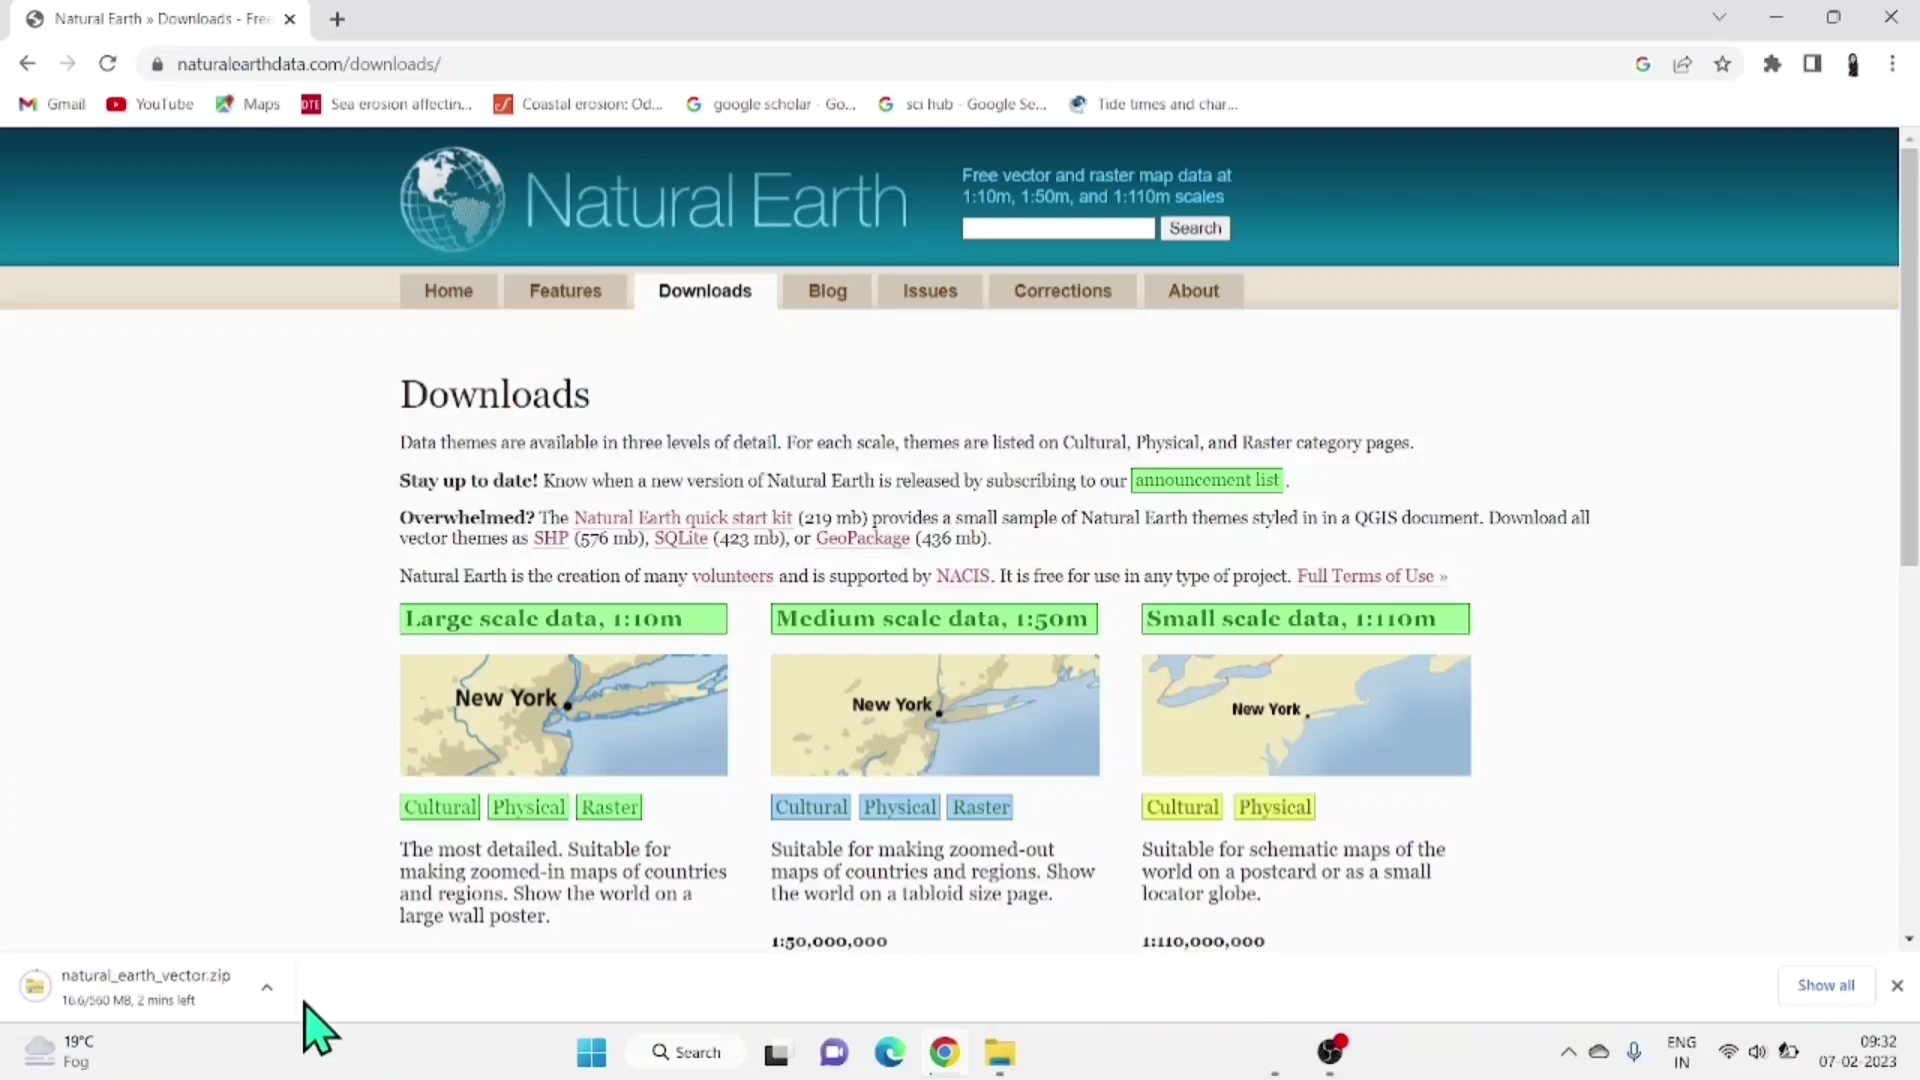 Natural Earth » Downloads - Free
naturalearthdata.com/downloads/
Gmail YouTube Maps Sea erosion affectin... Coastal erosion: Od... google scholar - Go... sci hub - Google Se... Tide times and char...
DTE
Natural Earth
Free vector and raster map data at
1:10m, 1:50m, and 1:110m scales
Search
Home Features Downloads Blog Issues Corrections About
Downloads
Data themes are available in three levels of detail. For each scale, themes are listed on Cultural, Physical, and Raster category pages.
Stay up to date! Know when a new version of Natural Earth is released by subscribing to our announcement list.
Overwhelmed? The Natural Earth quick start kit (219 mb) provides a small sample of Natural Earth themes styled in in a QGIS document. Download all
vector themes as SHP (576 mb), SQLite (423 mb), or GeoPackage (436 mb).
Natural Earth is the creation of many volunteers and is supported by NACIS. It is free for use in any type of project. Full Terms of Use »
Large scale data, 1:10m
New York
Cultural Physical Raster
The most detailed. Suitable for
making zoomed-in maps of countries
and regions. Show the world on a
large wall poster.
Medium scale data, 1:50m
New York
Cultural Physical Raster
Suitable for making zoomed-out
maps of countries and regions. Show
the world on a tabloid size page.
1:50,000,000
Small scale data, 1:110m
New York
Cultural Physical
Suitable for schematic maps of the
world on a postcard or as a small
locator globe.
1:110,000,000
natural_earth_vector.zip
16.6/560 MB, 2 mins left
Show all
19°C
Fog
Search
ENG
IN
09:32
07-02-2023